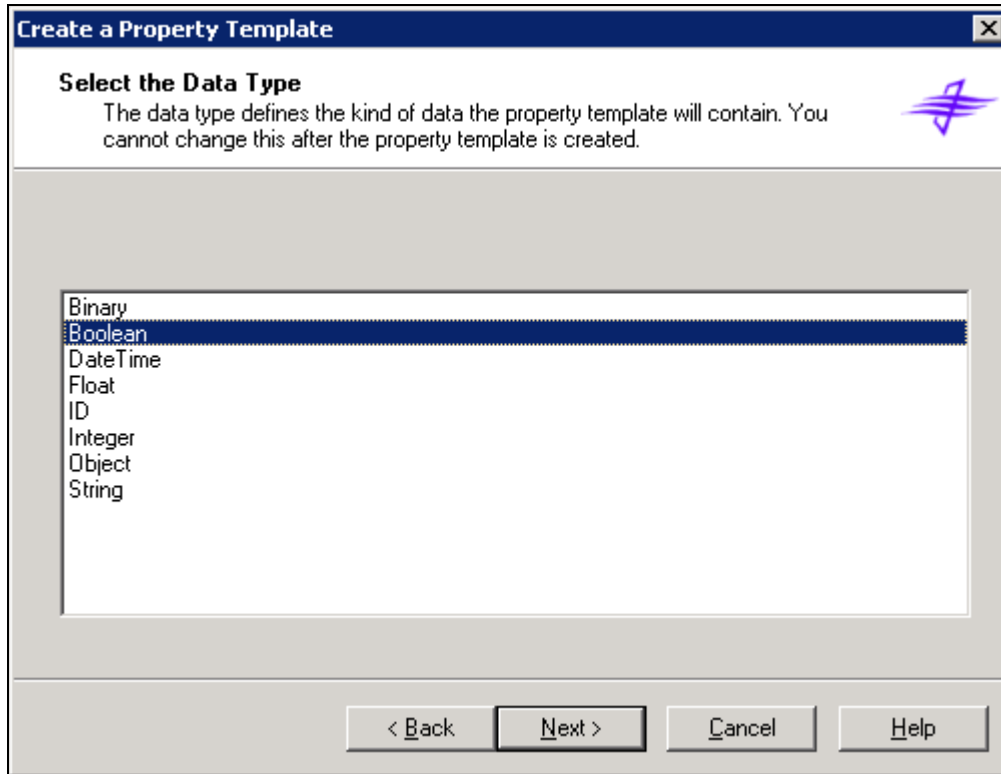 Create a Property Template
Select the Data Type
The data type defines the kind of data the property template will contain. You
cannot change this after the property template is created.
Binary
Boolean
DateTime
Float
ID
Integer
Object
String
< Back
Next >
Cancel
Help